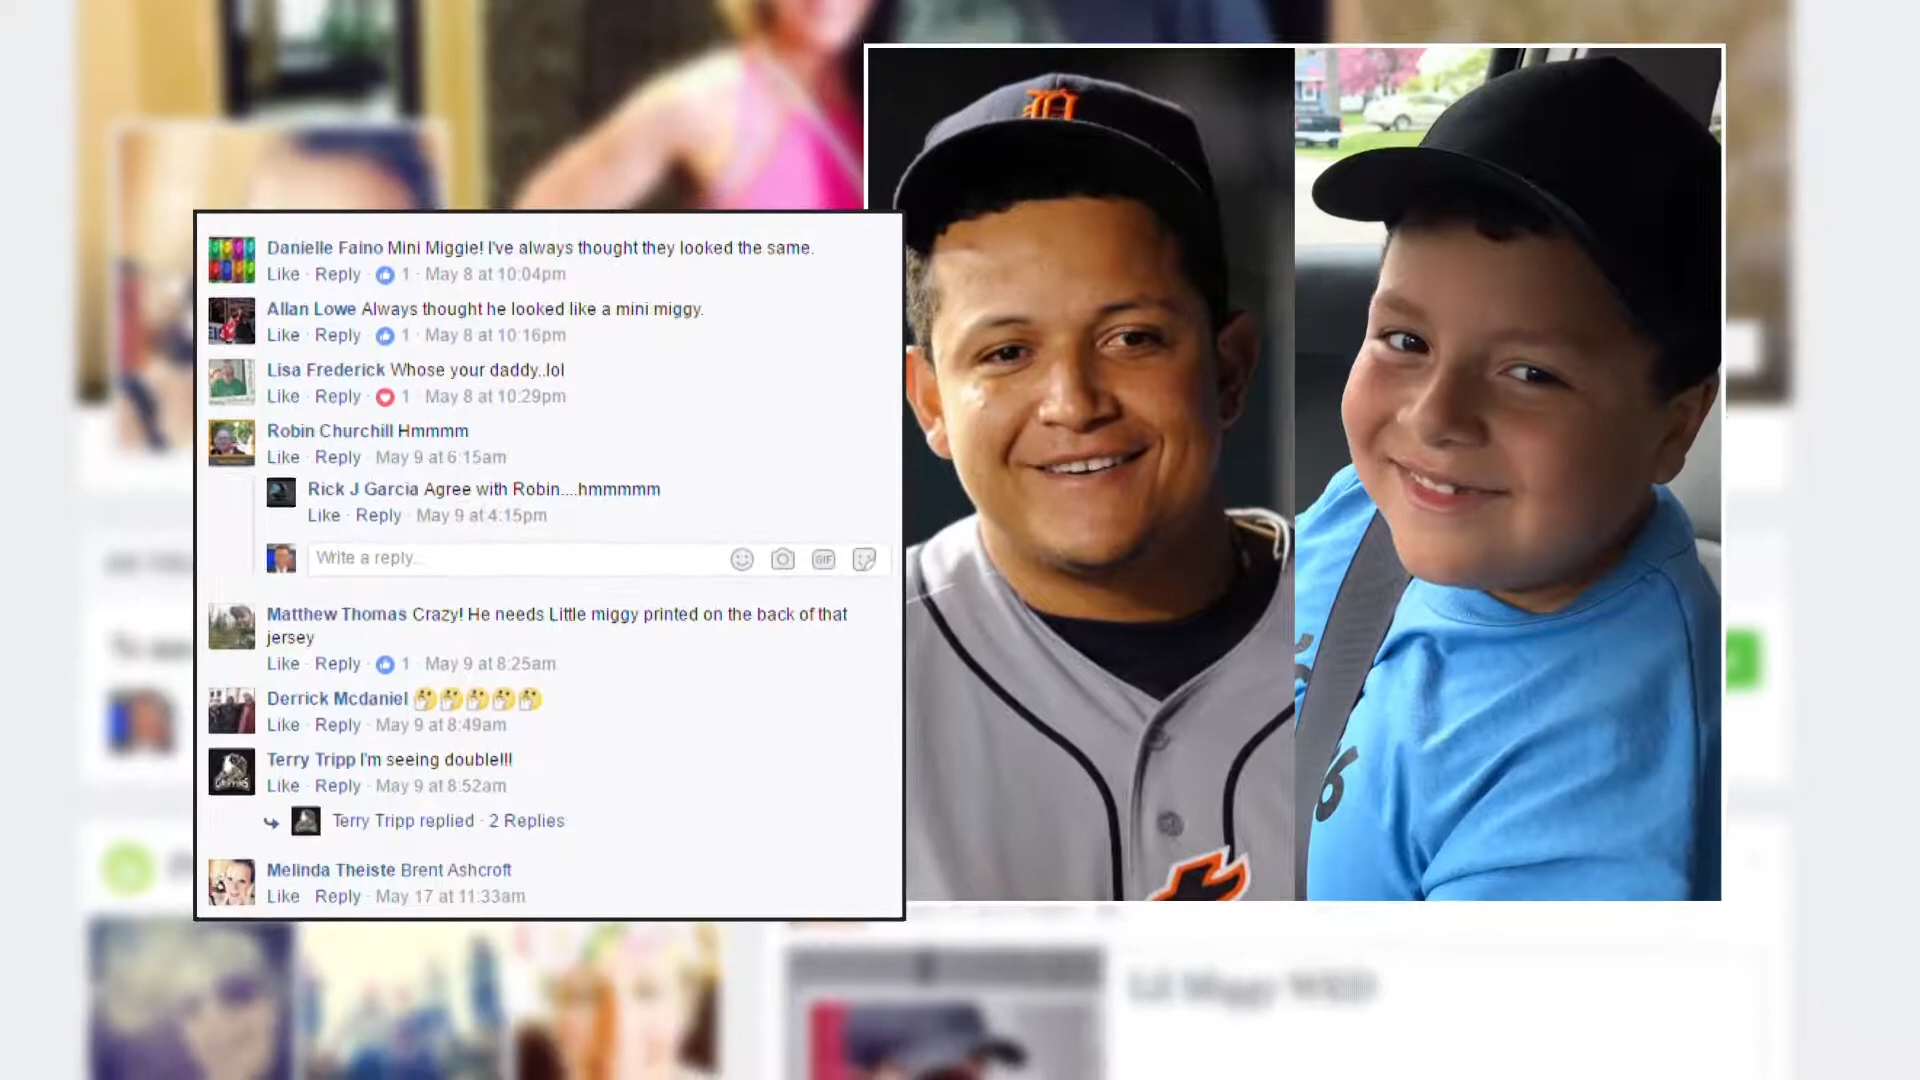 Danielle Faino Mini Miggie! I've always thought they looked the same.
Like · Reply · 1 · May 8 at 10:04pm
Allan Lowe Always thought he looked like a mini miggy.
Like · Reply · 1 · May 8 at 10:16pm
Lisa Frederick Whose your daddy..lol
Like · Reply · 1 · May 8 at 10:29pm
Robin Churchill Hmmmm
Like · Reply · May 9 at 6:15am
Rick J Garcia Agree with Robin....hmmmmm
Like · Reply · May 9 at 4:15pm
Write a reply...
GIF
Matthew Thomas Crazy! He needs Little miggy printed on the back of that
jersey
Like · Reply · 1 · May 9 at 8:25am
Derrick Mcdaniel 🤔🤔🤔🤔🤔
Like · Reply · May 9 at 8:49am
Terry Tripp I'm seeing double!!!
Like · Reply · May 9 at 8:52am
Terry Tripp replied · 2 Replies
Melinda Theiste Brent Ashcroft
Like · Reply · May 17 at 11:33am
D
6